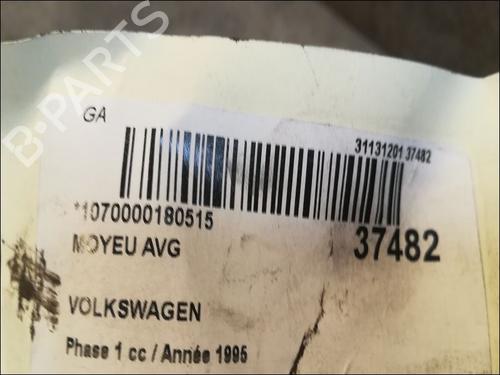 B-PARTS
GA
31131201 37482
*1070000180515
37482
MOYEU AVG
VOLKSWAGEN
Phase 1 cc / Année 1995